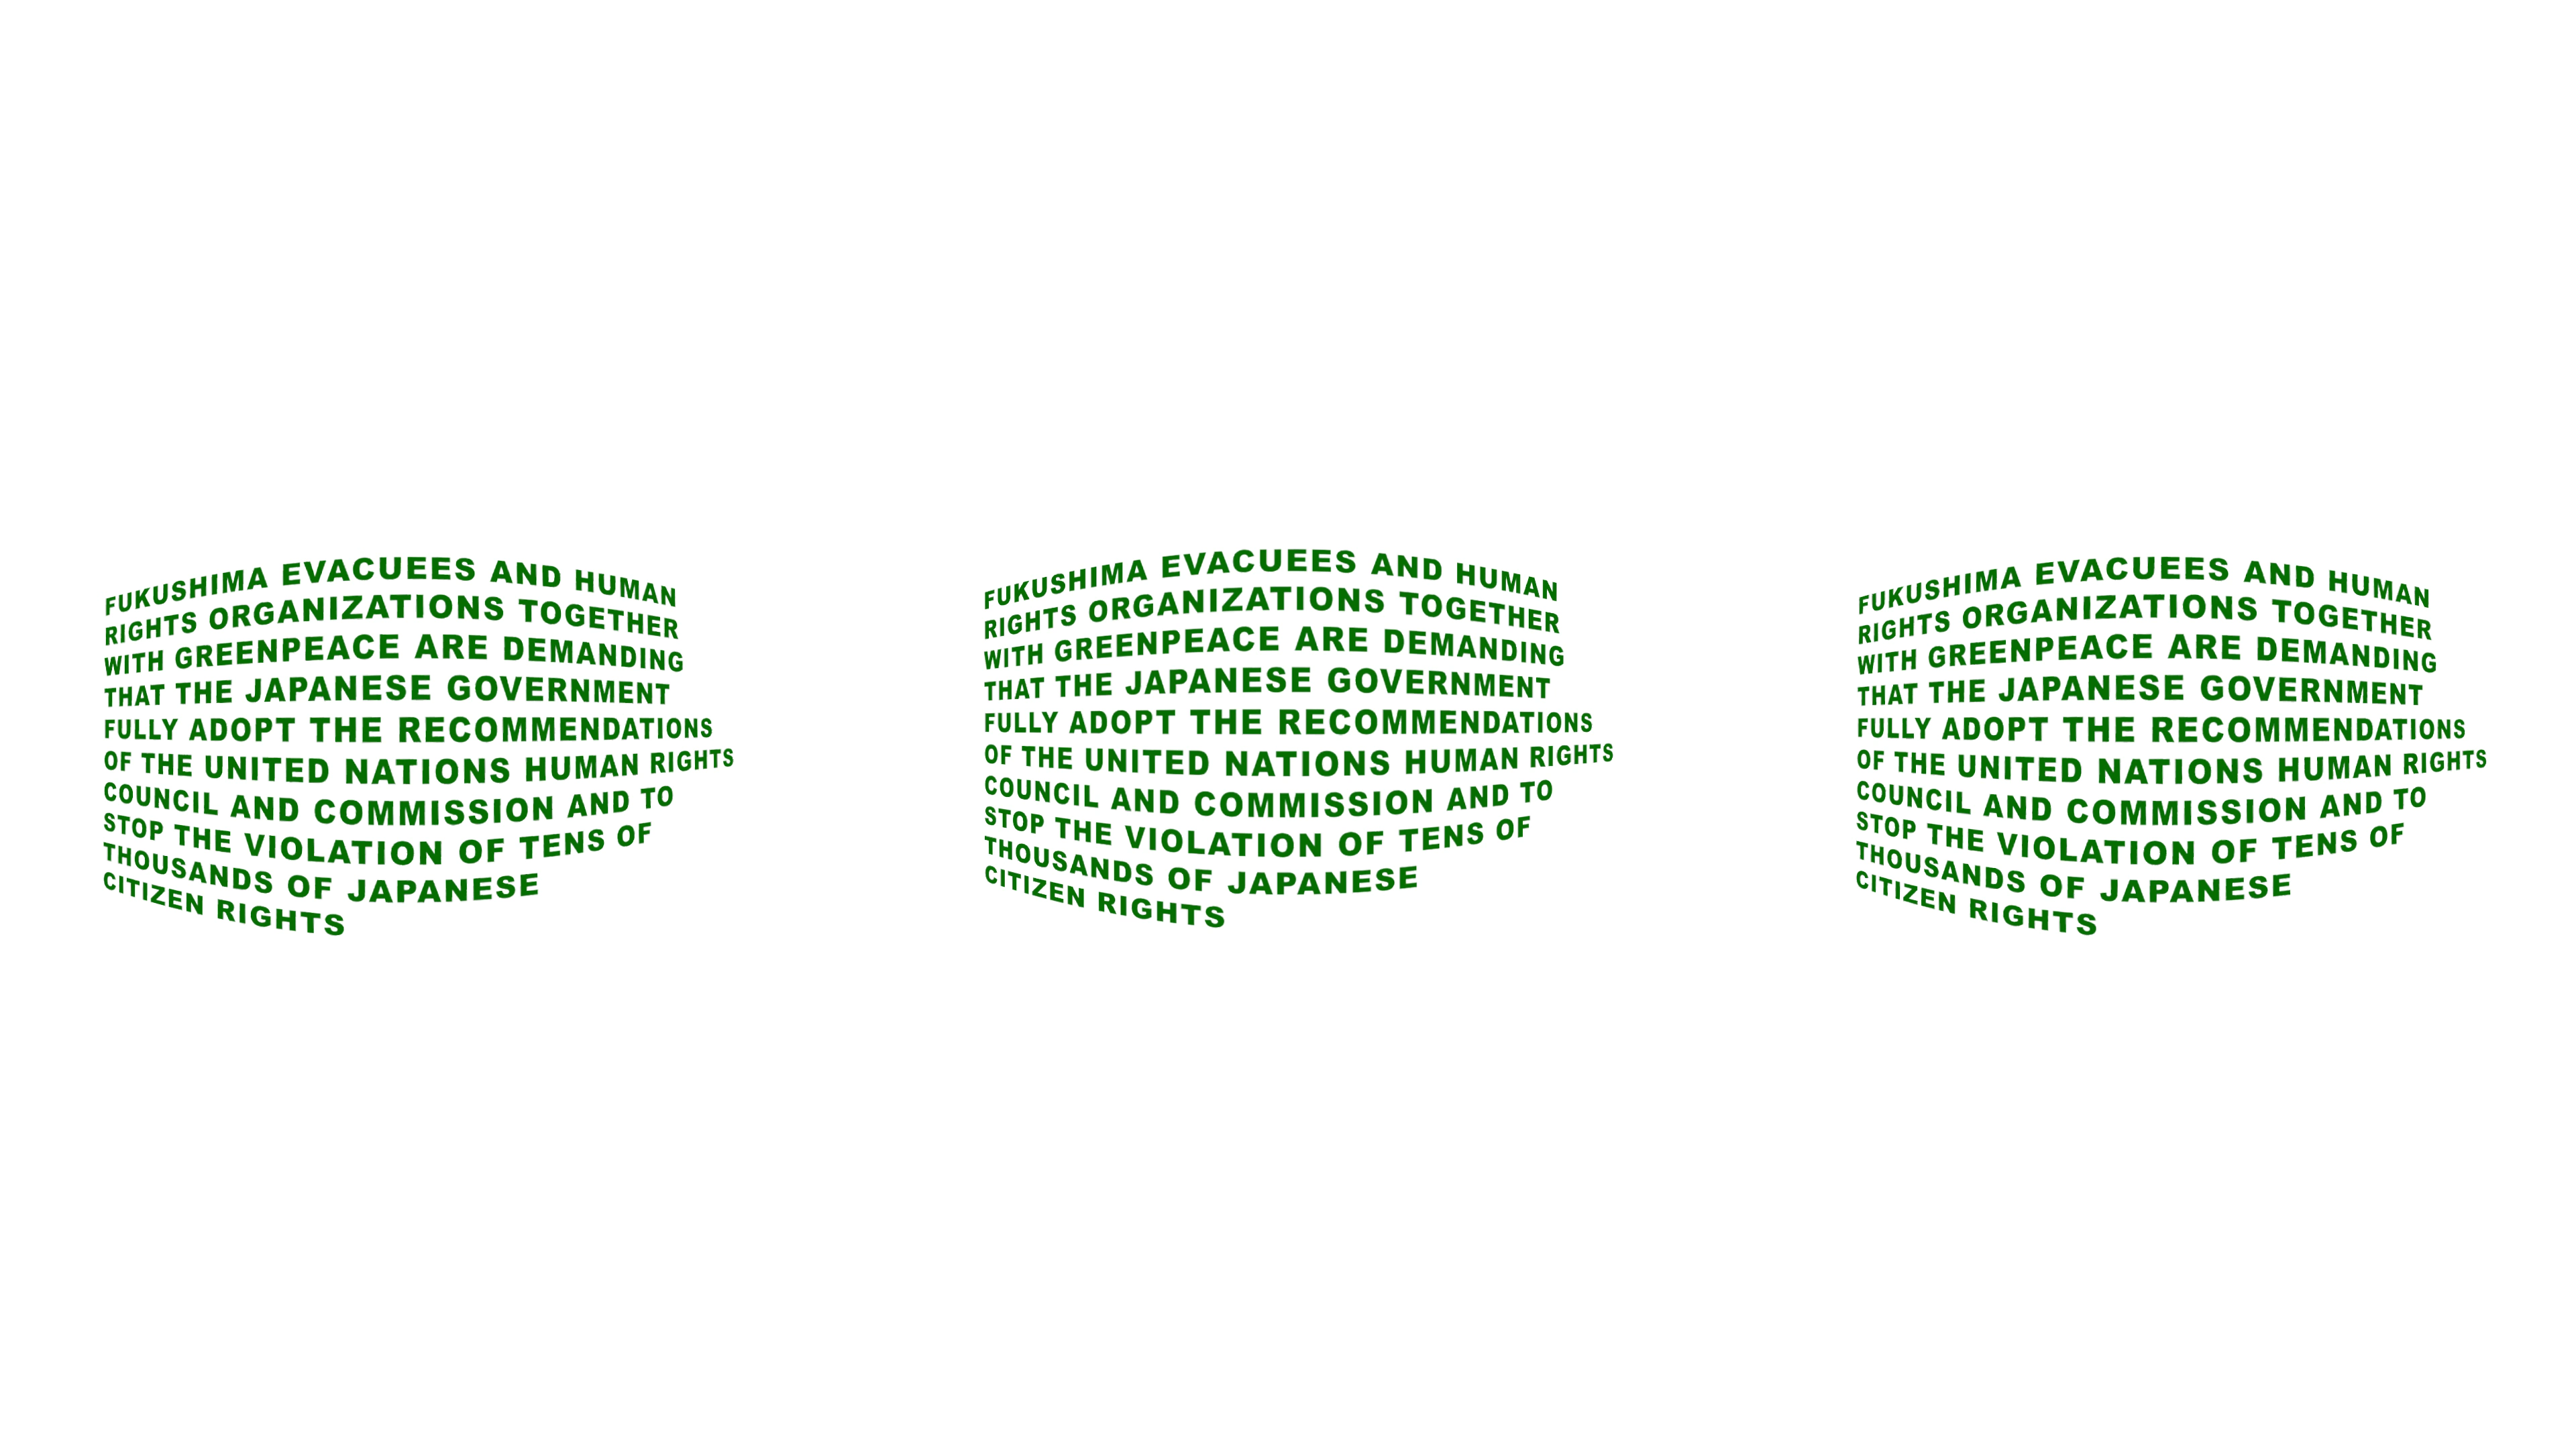 FUKUSHIMA EVACUEES AND HUMAN
RIGHTS ORGANIZATIONS TOGETHER
WITH GREENPEACE ARE DEMANDING
THAT THE JAPANESE GOVERNMENT
FULLY ADOPT THE RECOMMENDATIONS
OF THE UNITED NATIONS HUMAN RIGHTS
COUNCIL AND COMMISSION AND TO
STOP THE VIOLATION OF TENS OF
THOUSANDS OF JAPANESE
CITIZEN RIGHTS
FUKUSHIMA EVACUEES AND HUMAN
RIGHTS ORGANIZATIONS TOGETHER
WITH GREENPEACE ARE DEMANDING
THAT THE JAPANESE GOVERNMENT
FULLY ADOPT THE RECOMMENDATIONS
OF THE UNITED NATIONS HUMAN RIGHTS
COUNCIL AND COMMISSION AND TO
STOP THE VIOLATION OF TENS OF
THOUSANDS OF JAPANESE
CITIZEN RIGHTS
FUKUSHIMA EVACUEES AND HUMAN
RIGHTS ORGANIZATIONS TOGETHER
WITH GREENPEACE ARE DEMANDING
THAT THE JAPANESE GOVERNMENT
FULLY ADOPT THE RECOMMENDATIONS
OF THE UNITED NATIONS HUMAN RIGHTS
COUNCIL AND COMMISSION AND TO
STOP THE VIOLATION OF TENS OF
THOUSANDS OF JAPANESE
CITIZEN RIGHTS